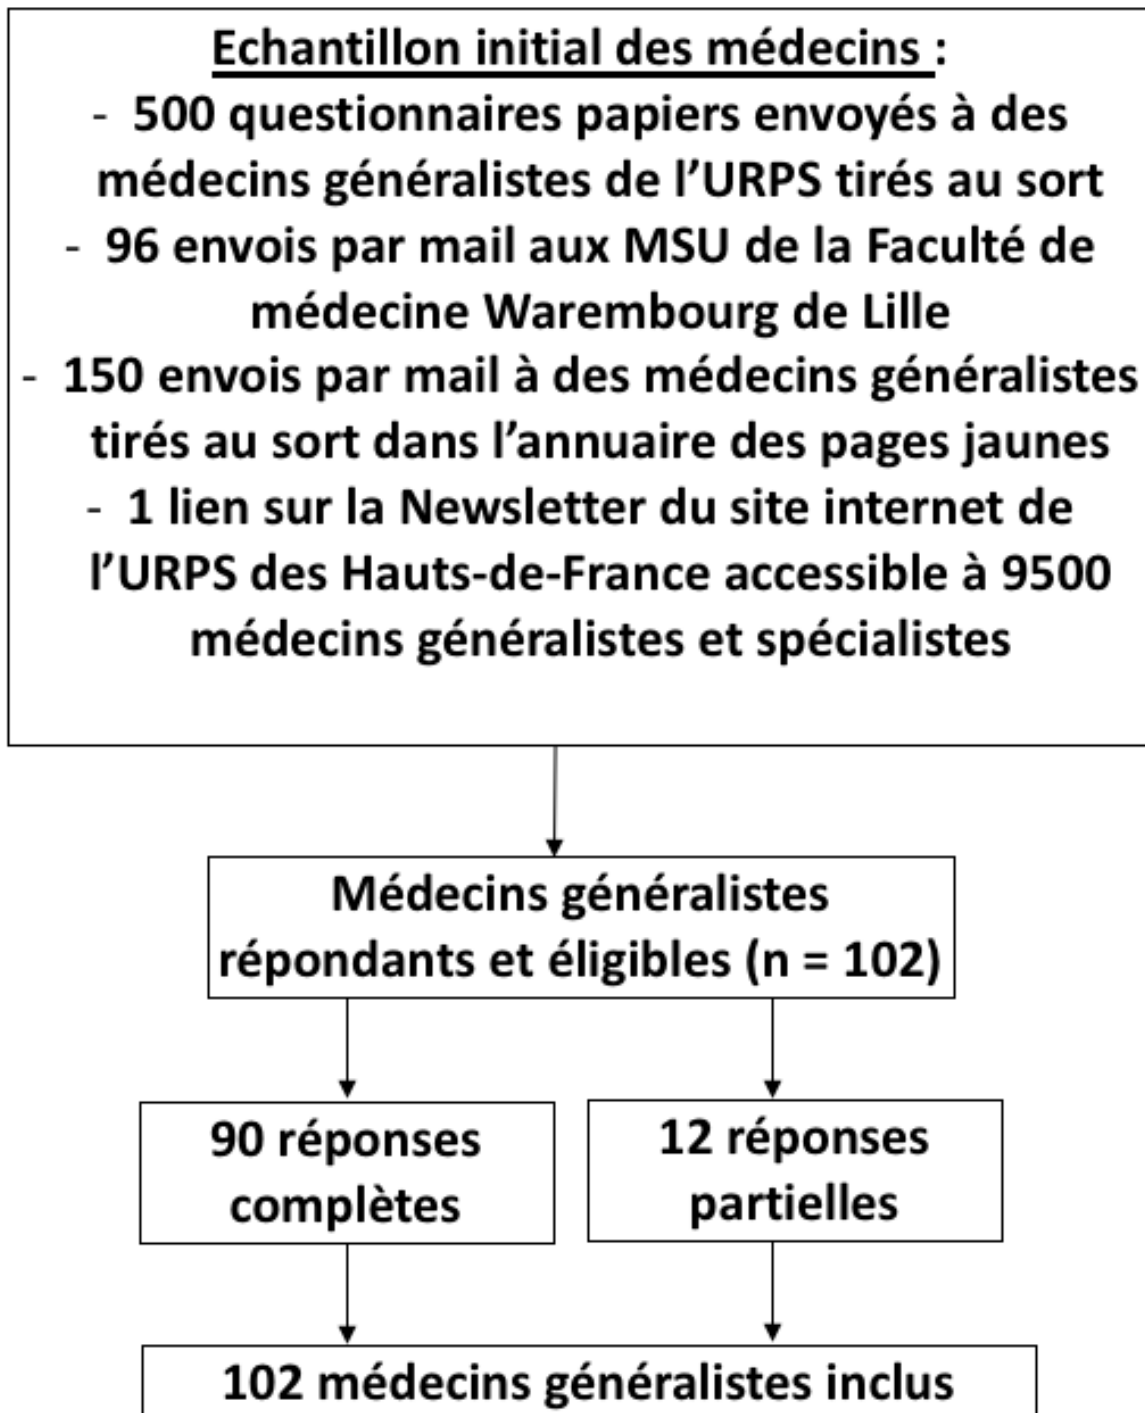 Echantillon initial des médecins :
- 500 questionnaires papiers envoyés à des
médecins généralistes de l’URPS tirés au sort
- 96 envois par mail aux MSU de la Faculté de
médecine Warembourg de Lille
- 150 envois par mail à des médecins généralistes
tirés au sort dans l’annuaire des pages jaunes
- 1 lien sur la Newsletter du site internet de
l’URPS des Hauts-de-France accessible à 9500
médecins généralistes et spécialistes
Médecins généralistes
répondants et éligibles (n = 102)
90 réponses
complètes
12 réponses
partielles
102 médecins généralistes inclus